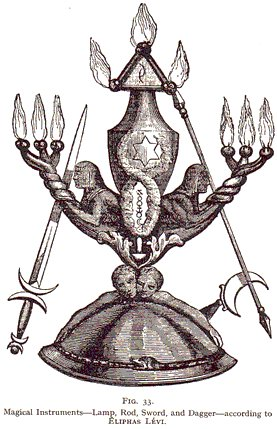 FIG. 33.
Magical Instruments—Lamp, Rod, Sword, and Dagger—according to
ÉLIPHAS LÉVI.